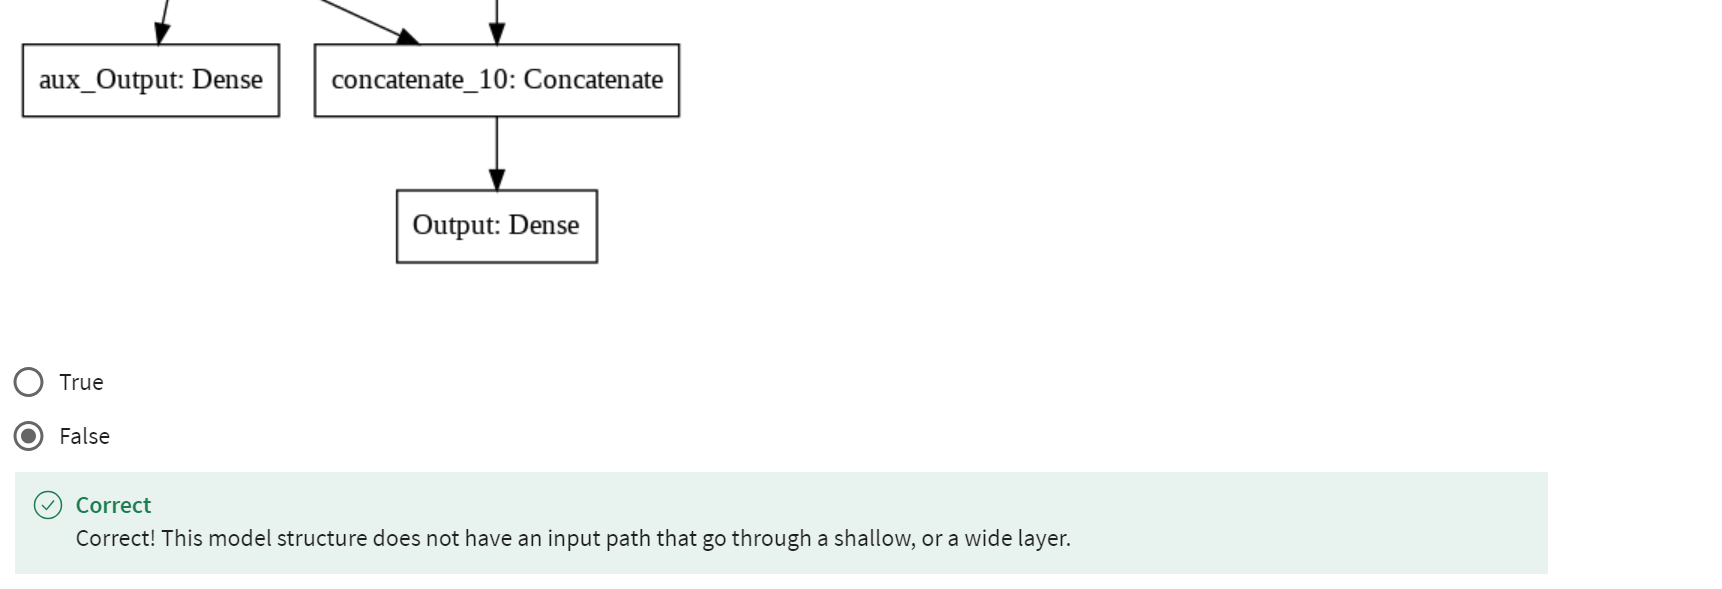 aux_Output: Dense
concatenate_10: Concatenate
Output: Dense
True
False
Correct
Correct! This model structure does not have an input path that go through a shallow, or a wide layer.